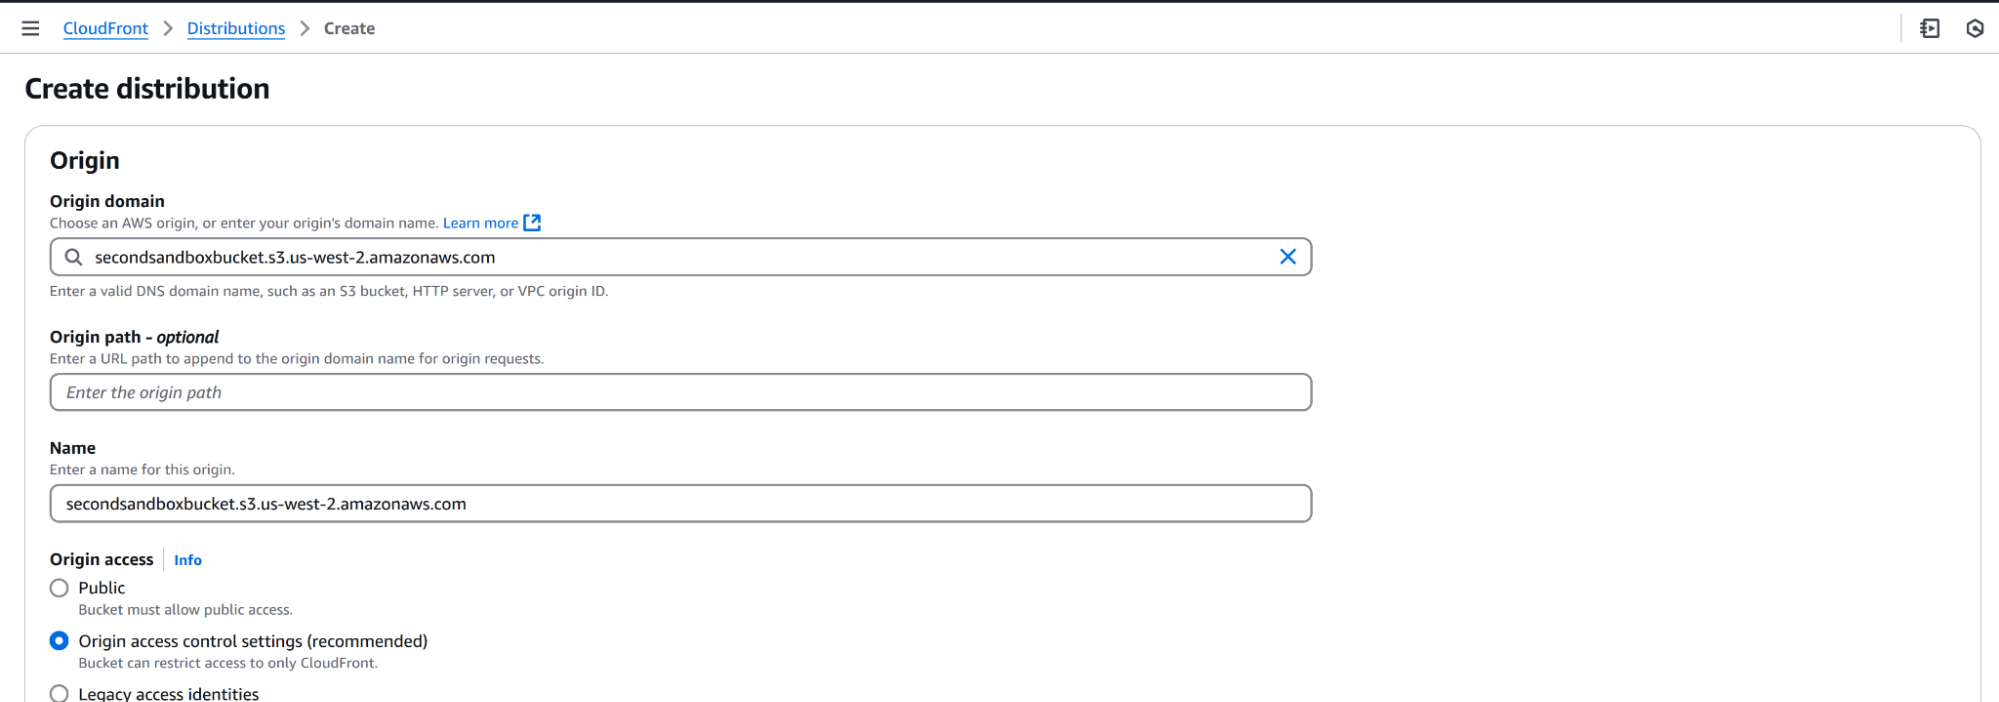 CloudFront > Distributions > Create
Create distribution
Origin
Origin domain
Choose an AWS origin, or enter your origin's domain name. Learn more
secondsandboxbucket.s3.us-west-2.amazonaws.com
Enter a valid DNS domain name, such as an S3 bucket, HTTP server, or VPC origin ID.
Origin path - optional
Enter a URL path to append to the origin domain name for origin requests.
Enter the origin path
Name
Enter a name for this origin.
secondsandboxbucket.s3.us-west-2.amazonaws.com
Origin access Info
Public
Bucket must allow public access.
Origin access control settings (recommended)
Bucket can restrict access to only CloudFront.
Legacy access identities